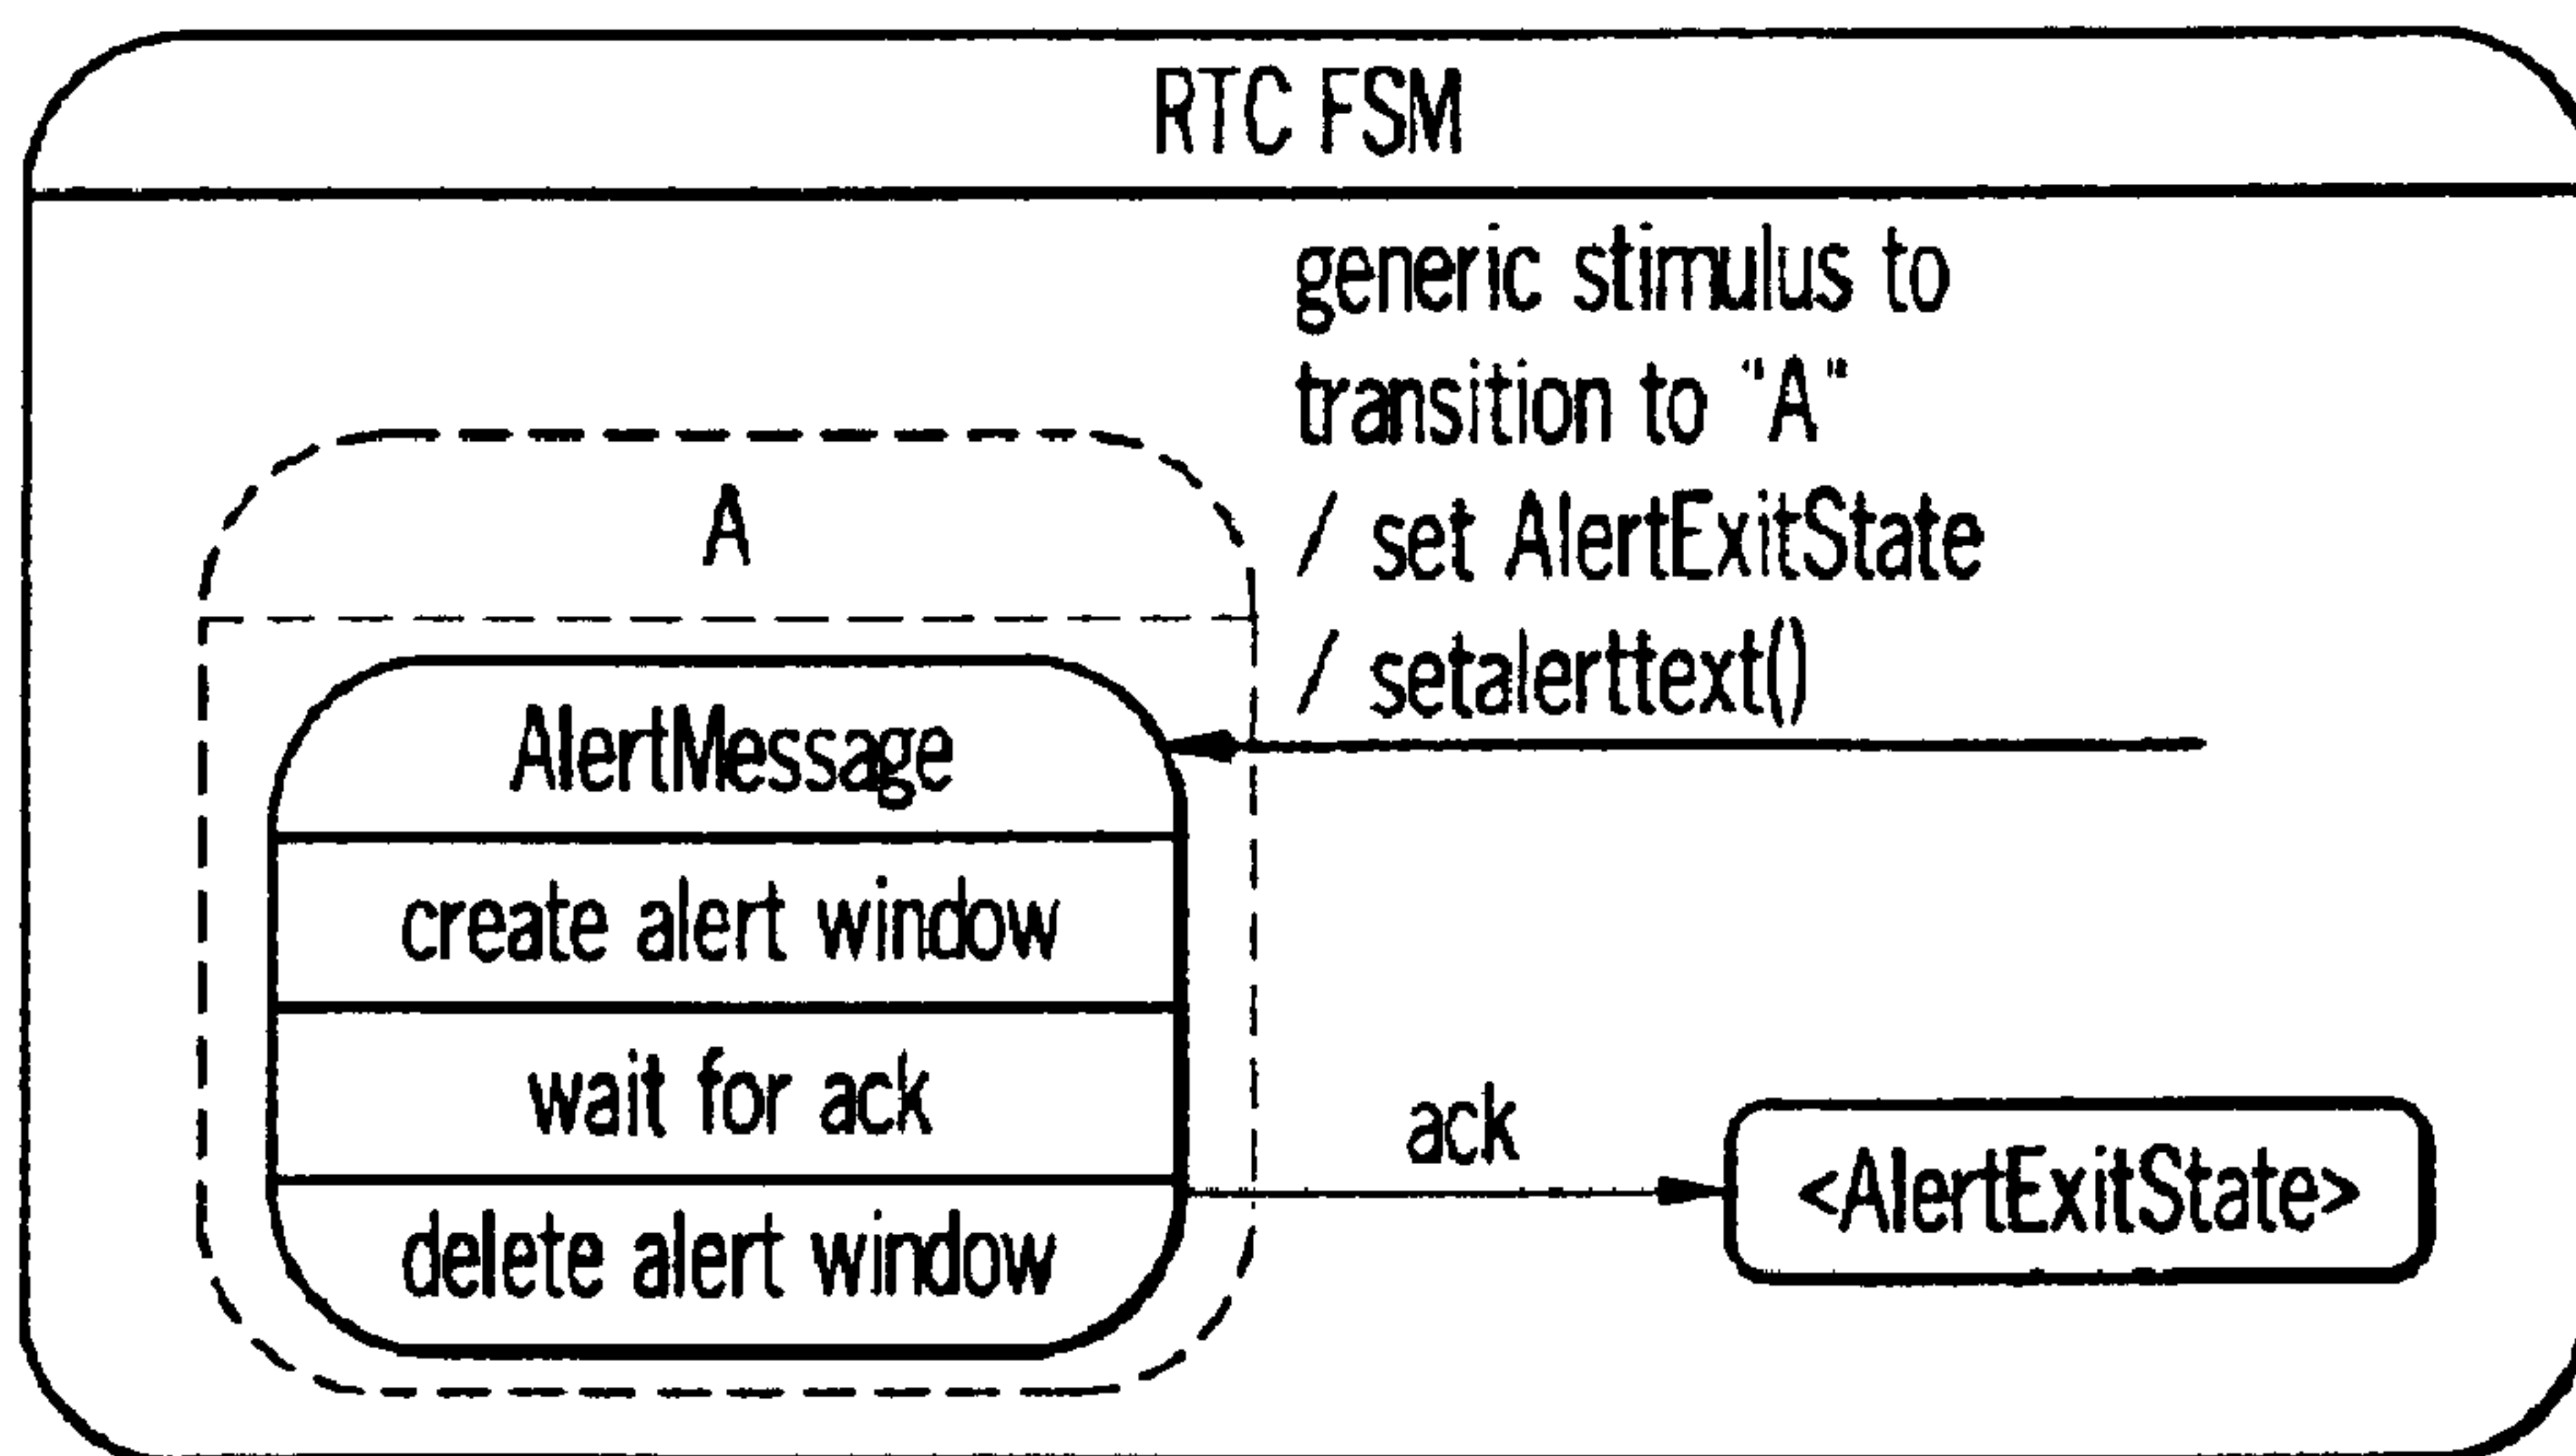 RTC FSM
generic stimulus to
transition to "A"
/ set AlertExitState
/ setalerttext()
A
AlertMessage
create alert window
wait for ack
delete alert window
ack
<AlertExitState>